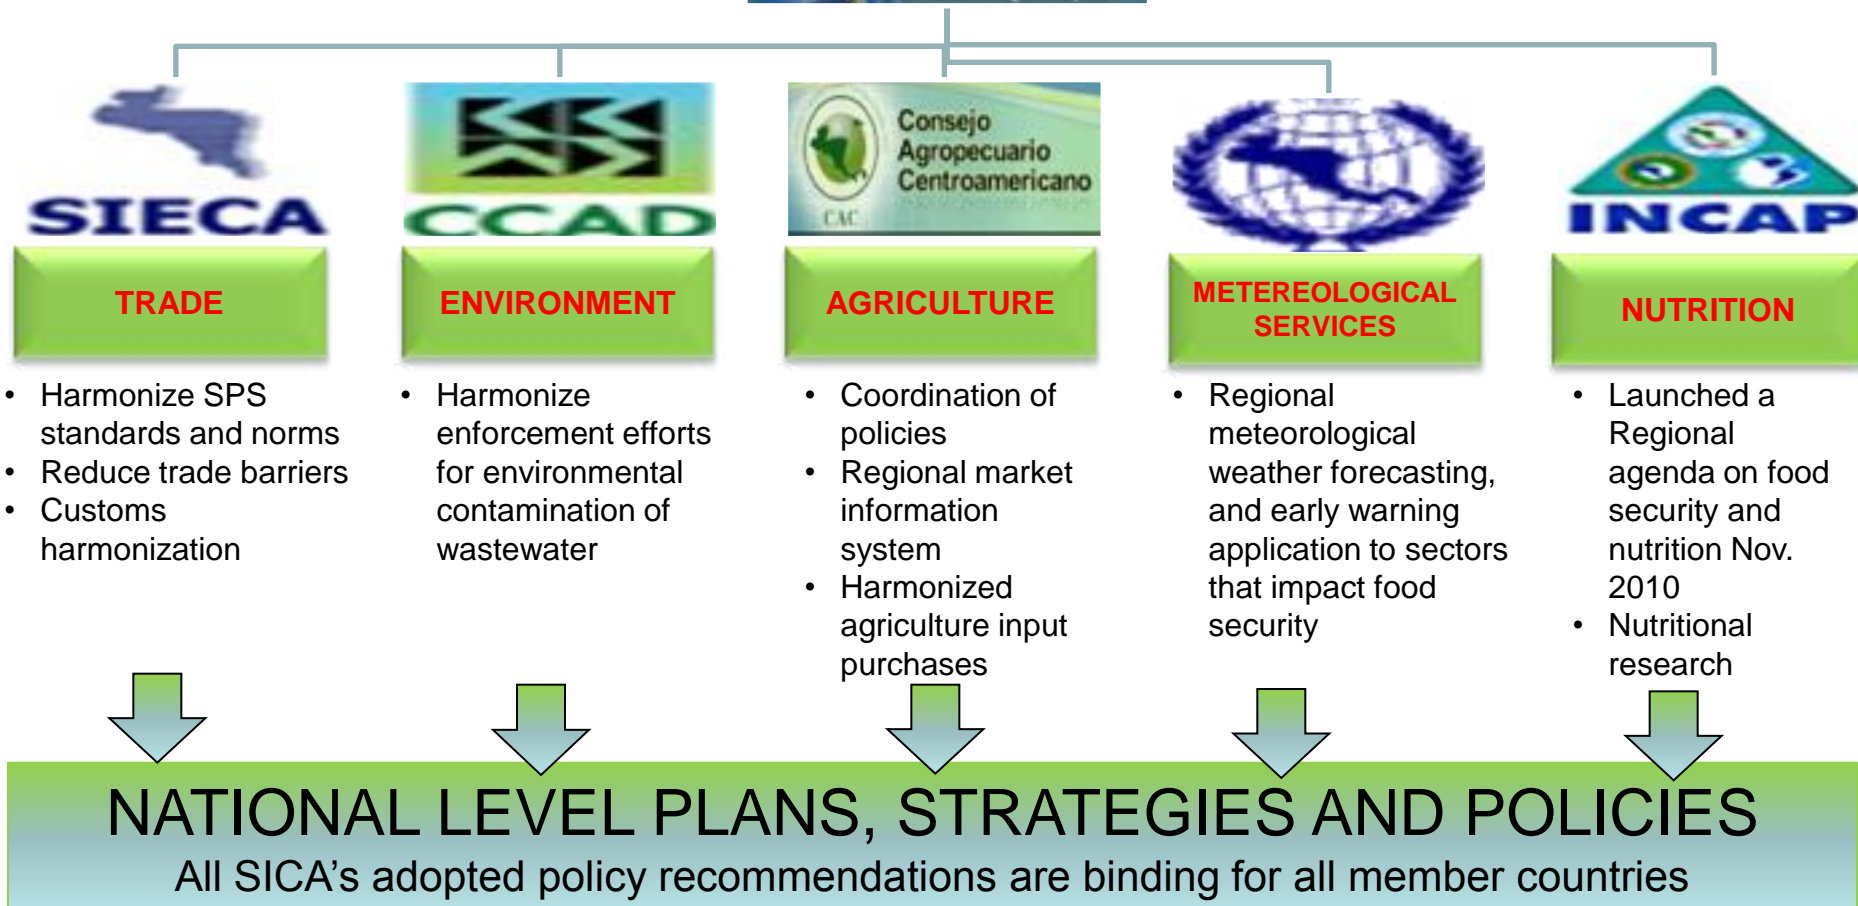 SIECA
CCAD
Consejo
Agropecuario
Centroamericano
CAC
INCAP
TRADE
ENVIRONMENT
AGRICULTURE
METEREOLOGICAL
SERVICES
NUTRITION
• Harmonize SPS
standards and norms
• Reduce trade barriers
• Customs
harmonization
• Harmonize
enforcement efforts
for environmental
contamination of
wastewater
• Coordination of
policies
• Regional market
information
system
• Harmonized
agriculture input
purchases
• Regional
meteorological
weather forecasting,
and early warning
application to sectors
that impact food
security
• Launched a
Regional
agenda on food
security and
nutrition Nov.
2010
• Nutritional
research
NATIONAL LEVEL PLANS, STRATEGIES AND POLICIES
All SICA's adopted policy recommendations are binding for all member countries